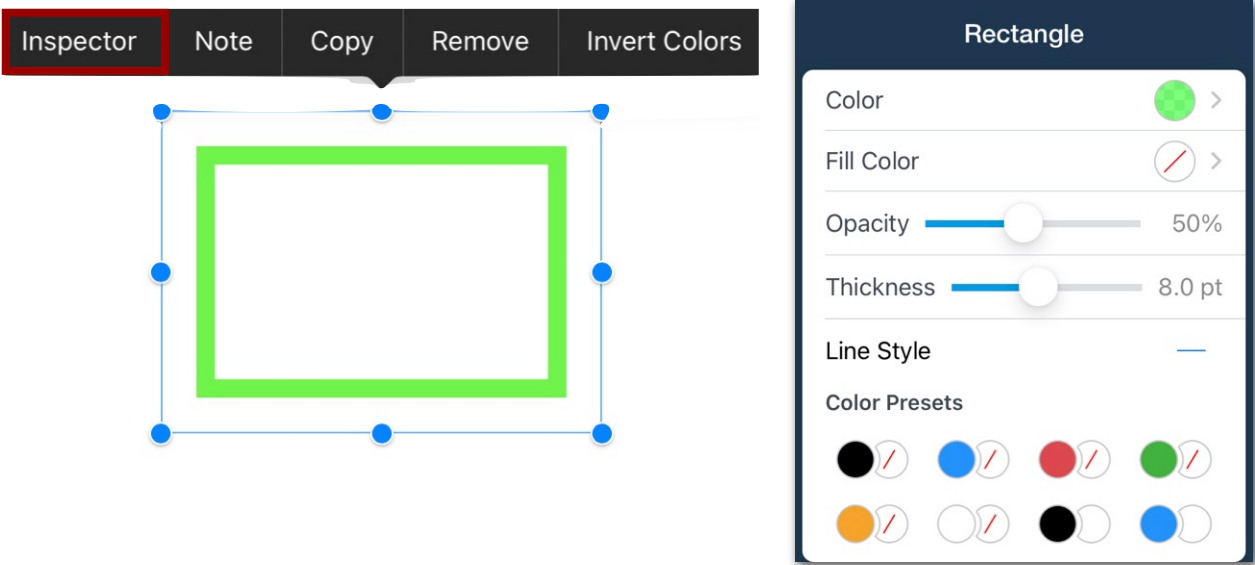 Inspector Note Copy Remove Invert Colors
Rectangle
Color
Fill Color
Opacity 50%
Thickness 8.0 pt
Line Style
Color Presets